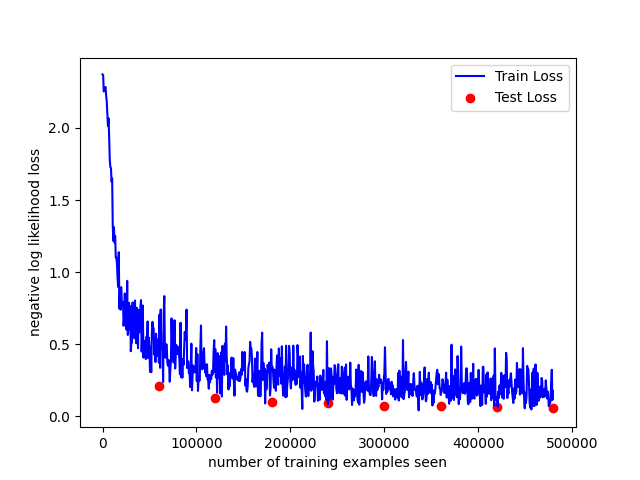 Train Loss
Test Loss
2.0
1.5
1.0
0.5
0.0
negative log likelihood loss
0
100000
200000
300000
400000
500000
number of training examples seen